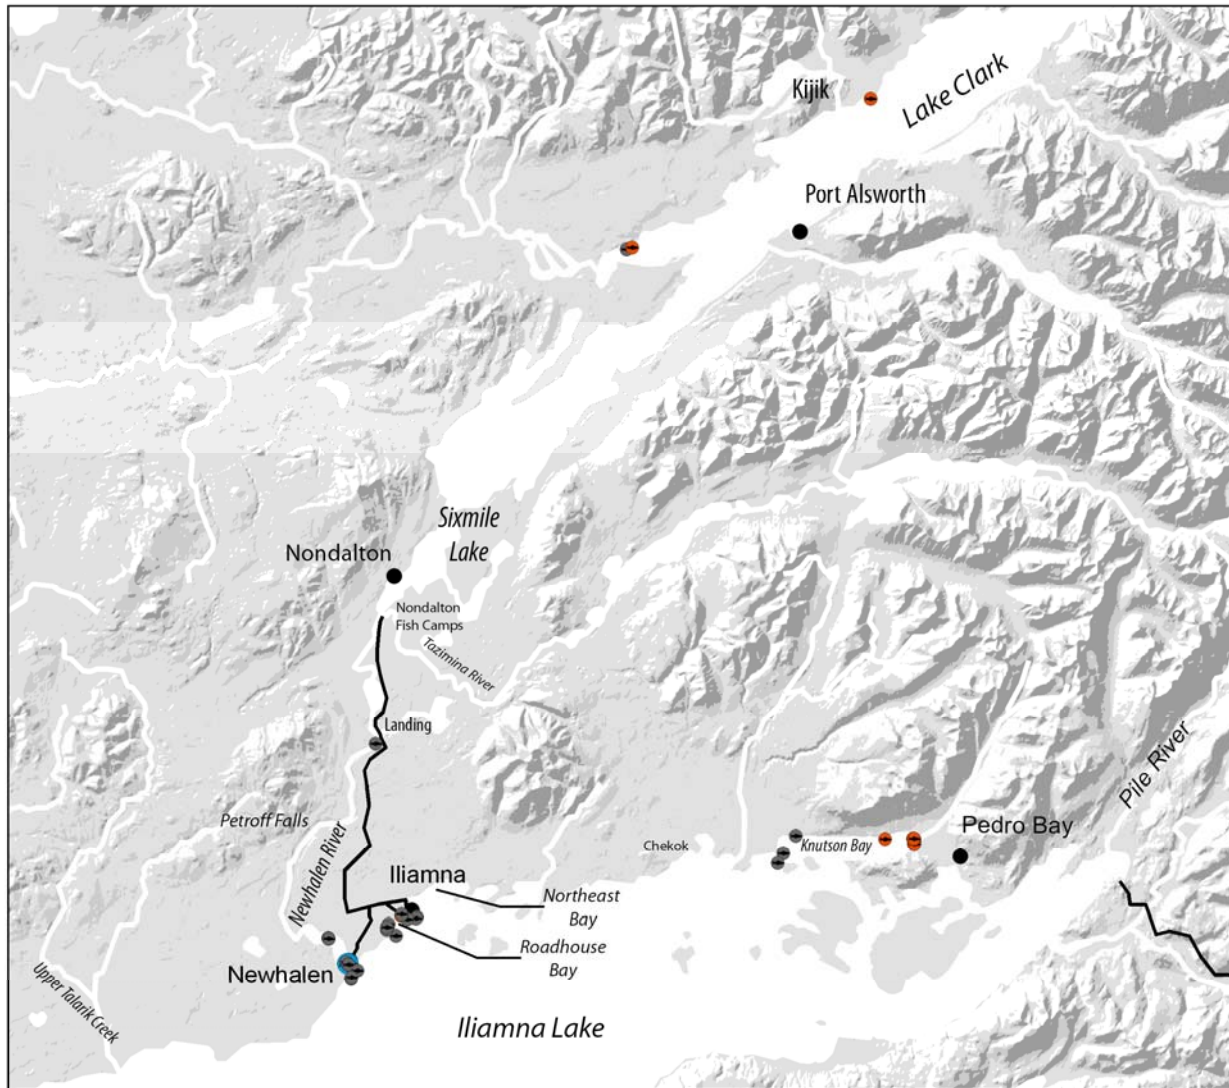 Kijik
Lake Clark
Port Alsworth
Sixmile
Lake
Nondalton
Nondalton
Fish Camps
Tazimina River
Landing
Petroff Falls
Newhalen River
Pile River
Chekok
Knutson Bay
Pedro Bay
Iliamna
Northeast
Bay
Roadhouse
Bay
Newhalen
Upper Talarik Creek
Iliamna Lake